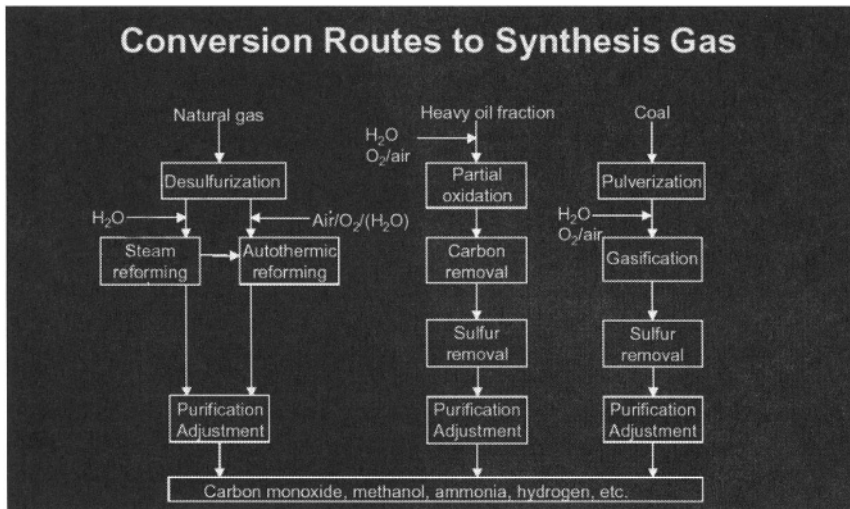 Conversion Routes to Synthesis Gas
Natural gas
Desulfurization
H₂O
Air/O₂/(H₂O)
Steam
reforming
Autothermic
reforming
Purification
Adjustment
Heavy oil fraction
H₂O
O₂/air
Partial
oxidation
Carbon
removal
Sulfur
removal
Purification
Adjustment
Coal
Pulverization
H₂O
O₂/air
Gasification
Sulfur
removal
Purification
Adjustment
Carbon monoxide, methanol, ammonia, hydrogen, etc.